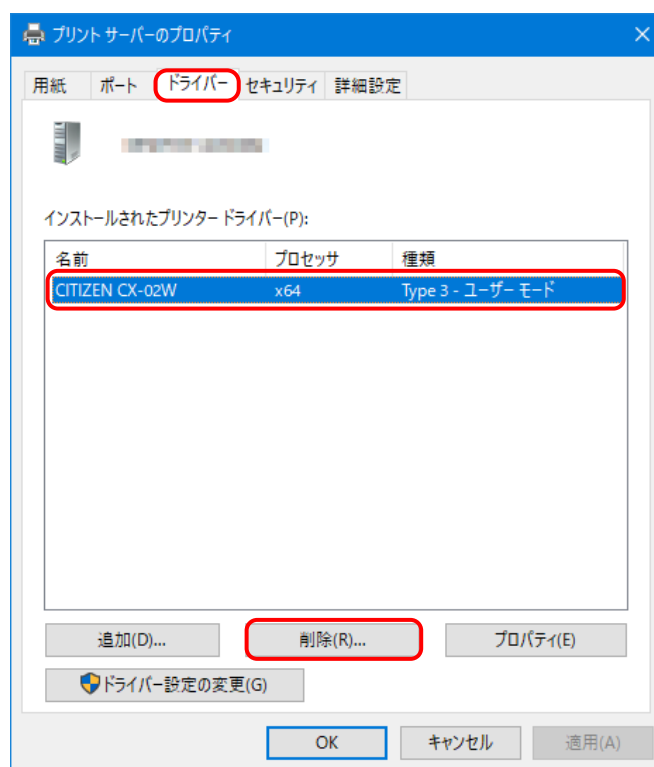 プリント サーバーのプロパティ
用紙 ポート ドライバー セキュリティ 詳細設定
インストールされたプリンター ドライバー(P):
名前 プロセッサ 種類
CITIZEN CX-02W x64 Type 3 - ユーザー モード
追加(D)... 削除(R)... プロパティ(E)
ドライバー設定の変更(G)
OK キャンセル 適用(A)